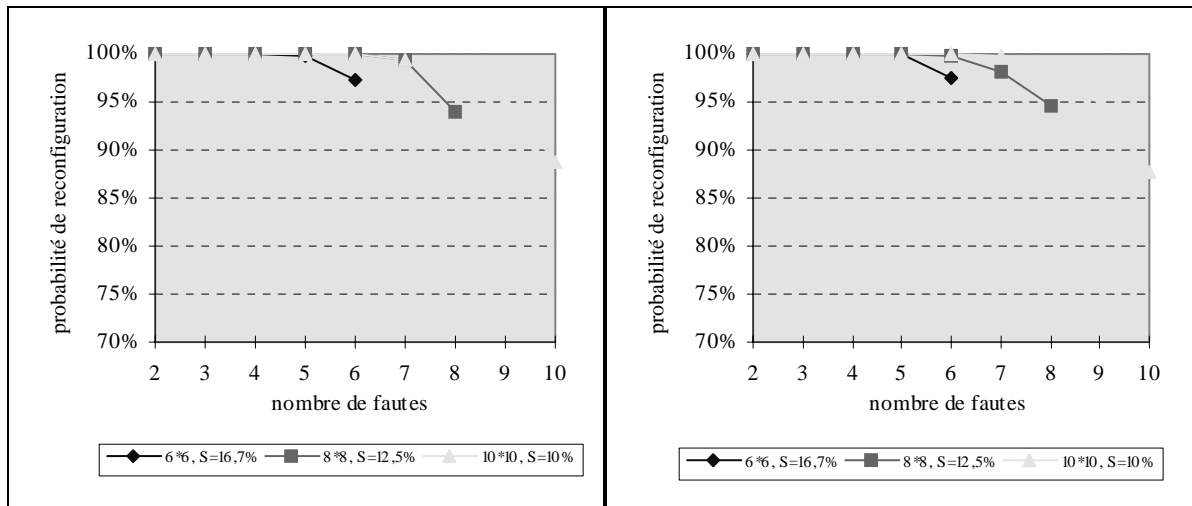 100%
95%
90%
85%
80%
75%
70%
probabilité de reconfiguration
2 3 4 5 6 7 8 9 10
nombre de fautes
6*6, S=16,7% 8*8, S=12,5% 10*10, S=10%
100%
95%
90%
85%
80%
75%
70%
probabilité de reconfiguration
2 3 4 5 6 7 8 9 10
nombre de fautes
6*6, S=16,7% 8*8, S=12,5% 10*10, S=10%